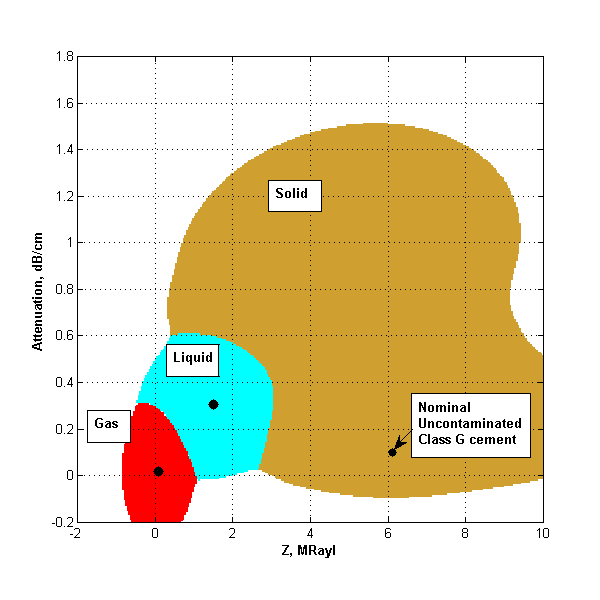 1.8
1.6
1.4
1.2
1
0.8
0.6
0.4
0.2
0
-0.2
Attenuation, dB/cm
Solid
Liquid
Gas
Nominal
Uncontaminated
Class G cement
-2
0
2
4
6
8
10
Z, MRayl